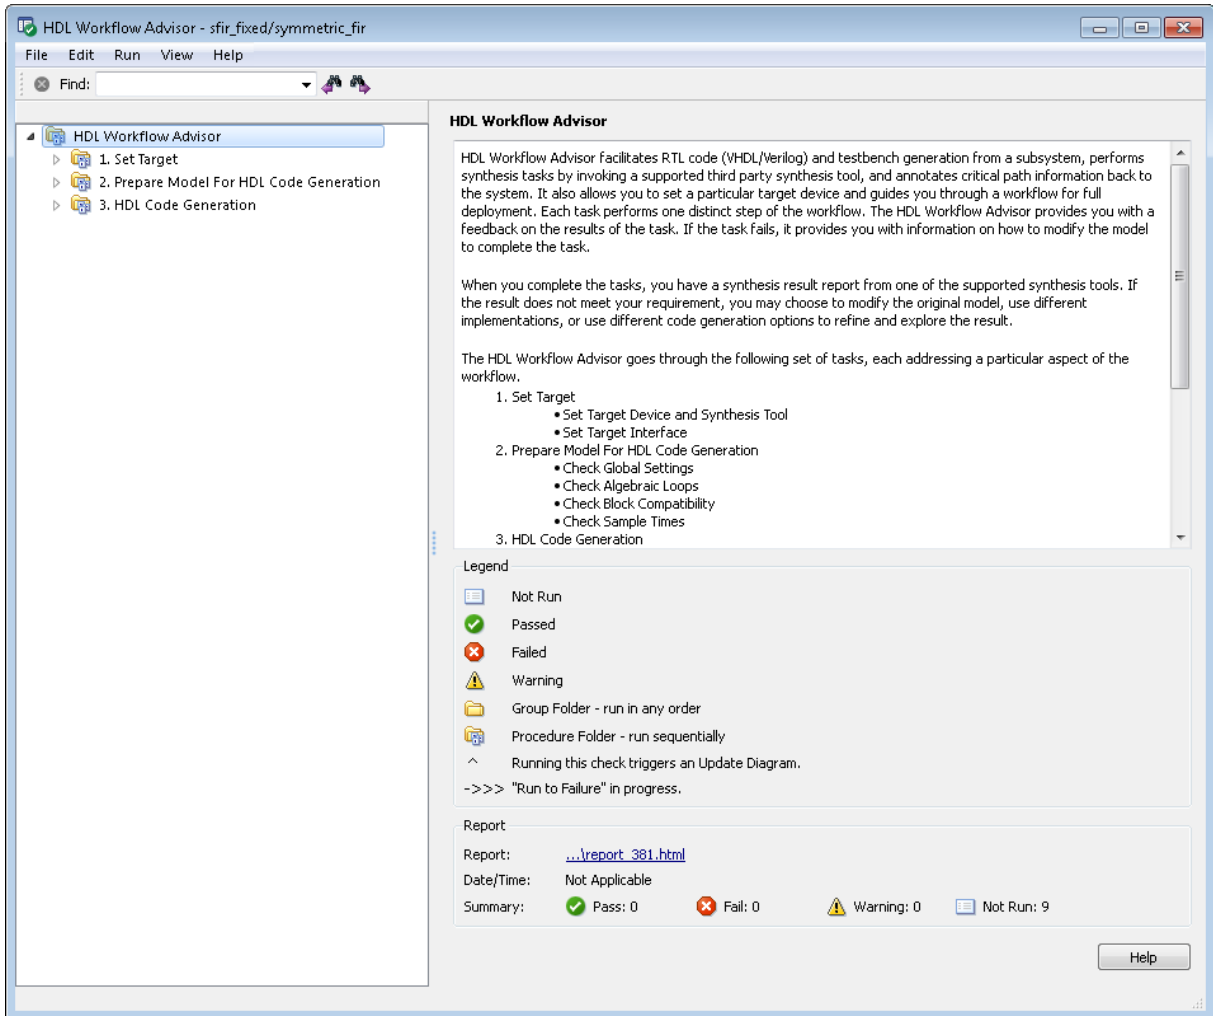 HDL Workflow Advisor - sfir_fixed/symmetric_fir
File Edit Run View Help
Find:
HDL Workflow Advisor
1. Set Target
2. Prepare Model For HDL Code Generation
3. HDL Code Generation
HDL Workflow Advisor
HDL Workflow Advisor facilitates RTL code (VHDL/Verilog) and testbench generation from a subsystem, performs
synthesis tasks by invoking a supported third party synthesis tool, and annotates critical path information back to
the system. It also allows you to set a particular target device and guides you through a workflow for full
deployment. Each task performs one distinct step of the workflow. The HDL Workflow Advisor provides you with a
feedback on the results of the task. If the task fails, it provides you with information on how to modify the model
to complete the task.
When you complete the tasks, you have a synthesis result report from one of the supported synthesis tools. If
the result does not meet your requirement, you may choose to modify the original model, use different
implementations, or use different code generation options to refine and explore the result.
The HDL Workflow Advisor goes through the following set of tasks, each addressing a particular aspect of the
workflow.
1. Set Target
• Set Target Device and Synthesis Tool
• Set Target Interface
2. Prepare Model For HDL Code Generation
• Check Global Settings
• Check Algebraic Loops
• Check Block Compatibility
• Check Sample Times
3. HDL Code Generation
Legend
Not Run
Passed
Failed
Warning
Group Folder - run in any order
Procedure Folder - run sequentially
^ Running this check triggers an Update Diagram.
->>> "Run to Failure" in progress.
Report
Report: ...\report_381.html
Date/Time: Not Applicable
Summary: Pass: 0 Fail: 0 Warning: 0 Not Run: 9
Help